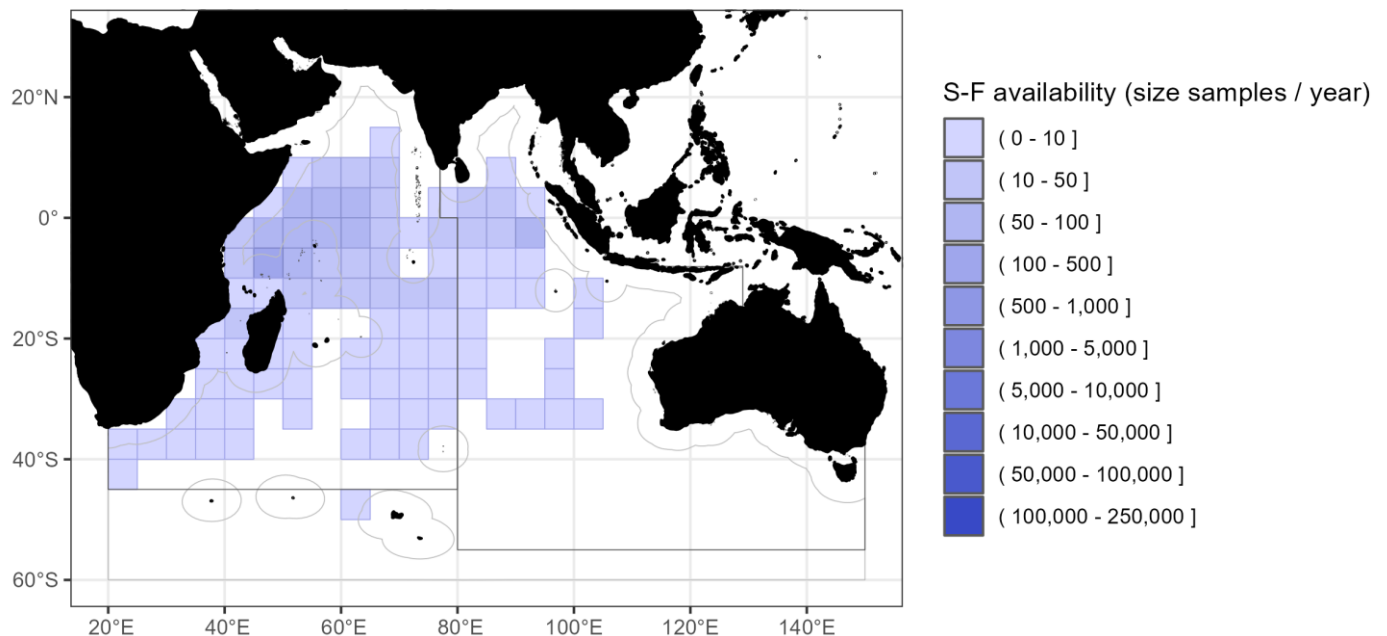 20°N
0°
20°S
40°S
60°S
20°E 40°E 60°E 80°E 100°E 120°E 140°E
S-F availability (size samples / year)
( 0 - 10 ]
( 10 - 50 ]
( 50 - 100 ]
( 100 - 500 ]
( 500 - 1,000 ]
( 1,000 - 5,000 ]
( 5,000 - 10,000 ]
( 10,000 - 50,000 ]
( 50,000 - 100,000 ]
( 100,000 - 250,000 ]